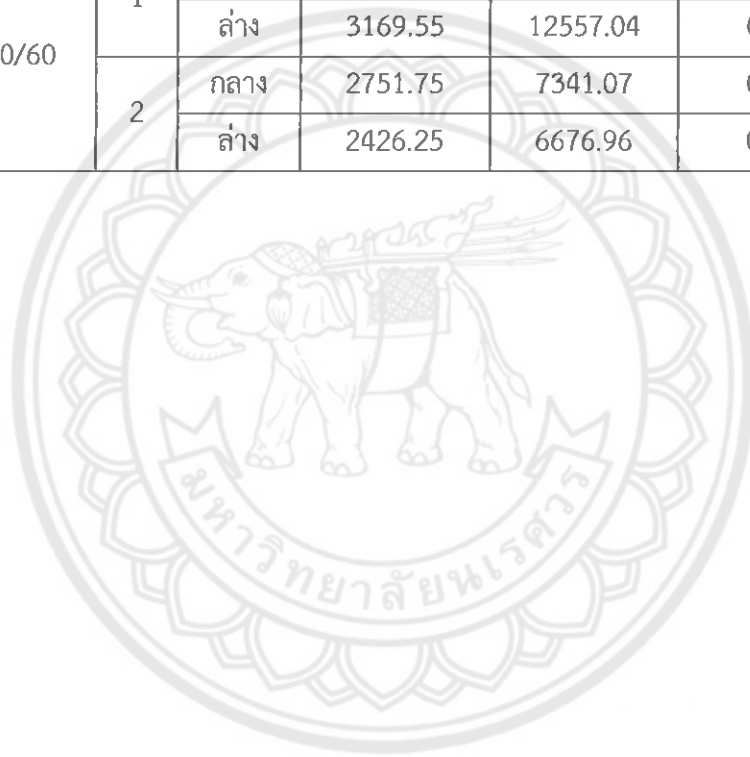 ล่าง 3169.55 12557.04
0/60
2 กลาง 2751.75 7341.07
ล่าง 2426.25 6676.96
มหาวิทยาลัยนเรศวร